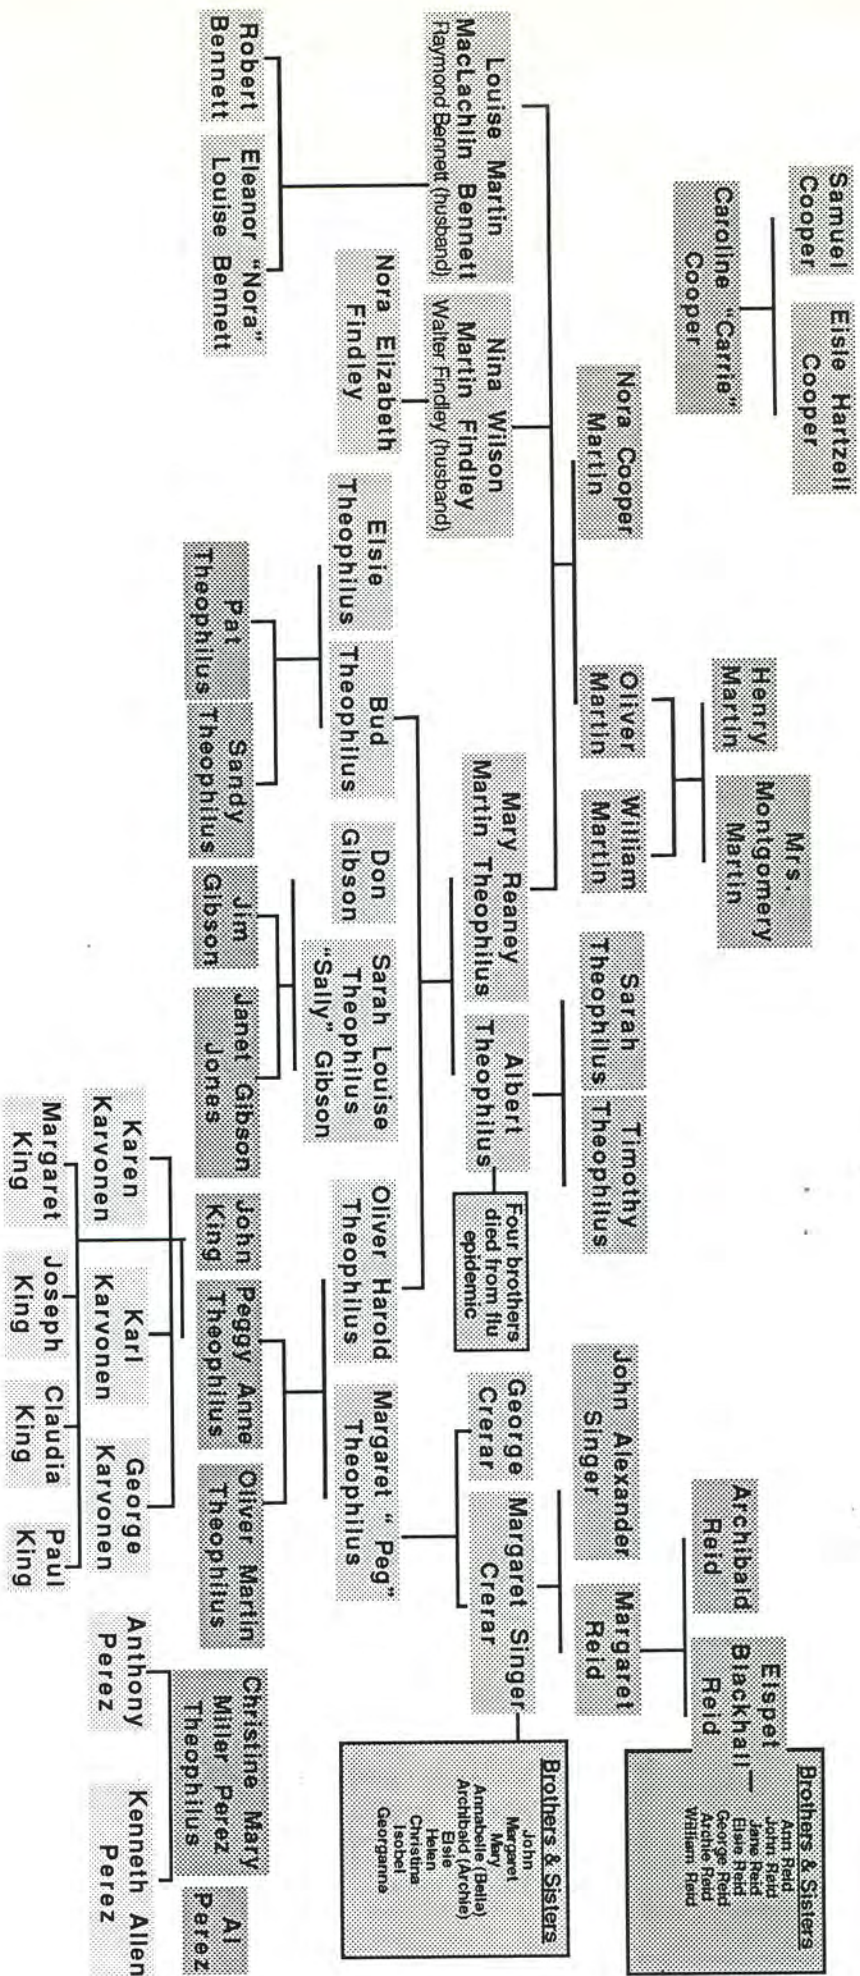 Samuel
Cooper
Eisle Hartzell
Cooper
Caroline "Carrie"
Cooper
Henry
Martin
Mrs.
Montgomery
Martin
Nora Cooper
Martin
Oliver
Martin
William
Martin
Sarah
Theophilus
Timothy
Theophilus
Archibald
Reid
Elspet
Blackhall
Reid
Brothers & Sisters
Ann Reid
John Reid
Jane Reid
Elsie Reid
George Reid
Archie Reid
William Reid
John Alexander
Singer
Margaret
Reid
Louise Martin
MacLachlin Bennett
Raymond Bennett (husband)
Nina Wilson
Martin Findley
Walter Findley (husband)
Mary Reaney
Martin Theophilus
Albert
Theophilus
Four brothers
died from flu
epidemic
George
Crerar
Margaret Singer
Crerar
Brothers & Sisters
John
Margaret
Mary
Annabelle (Bella)
Archibald (Archie)
Elsie
Helen
Christina
Isobel
Georganna
Nora Elizabeth
Findley
Elsie
Theophilus
Bud
Theophilus
Don
Gibson
Sarah Louise
Theophilus
"Sally" Gibson
Oliver Harold
Theophilus
Margaret " Peg"
Theophilus
Robert
Bennett
Eleanor "Nora"
Louise Bennett
Pat
Theophilus
Sandy
Theophilus
Jim
Gibson
Janet Gibson
Jones
John
King
Peggy Anne
Theophilus
Oliver Martin
Theophilus
Christine Mary
Miller Perez
Theophilus
Al
Perez
Karen
Karvonen
Karl
Karvonen
George
Karvonen
Anthony
Perez
Kenneth Allen
Perez
Margaret
King
Joseph
King
Claudia
King
Paul
King